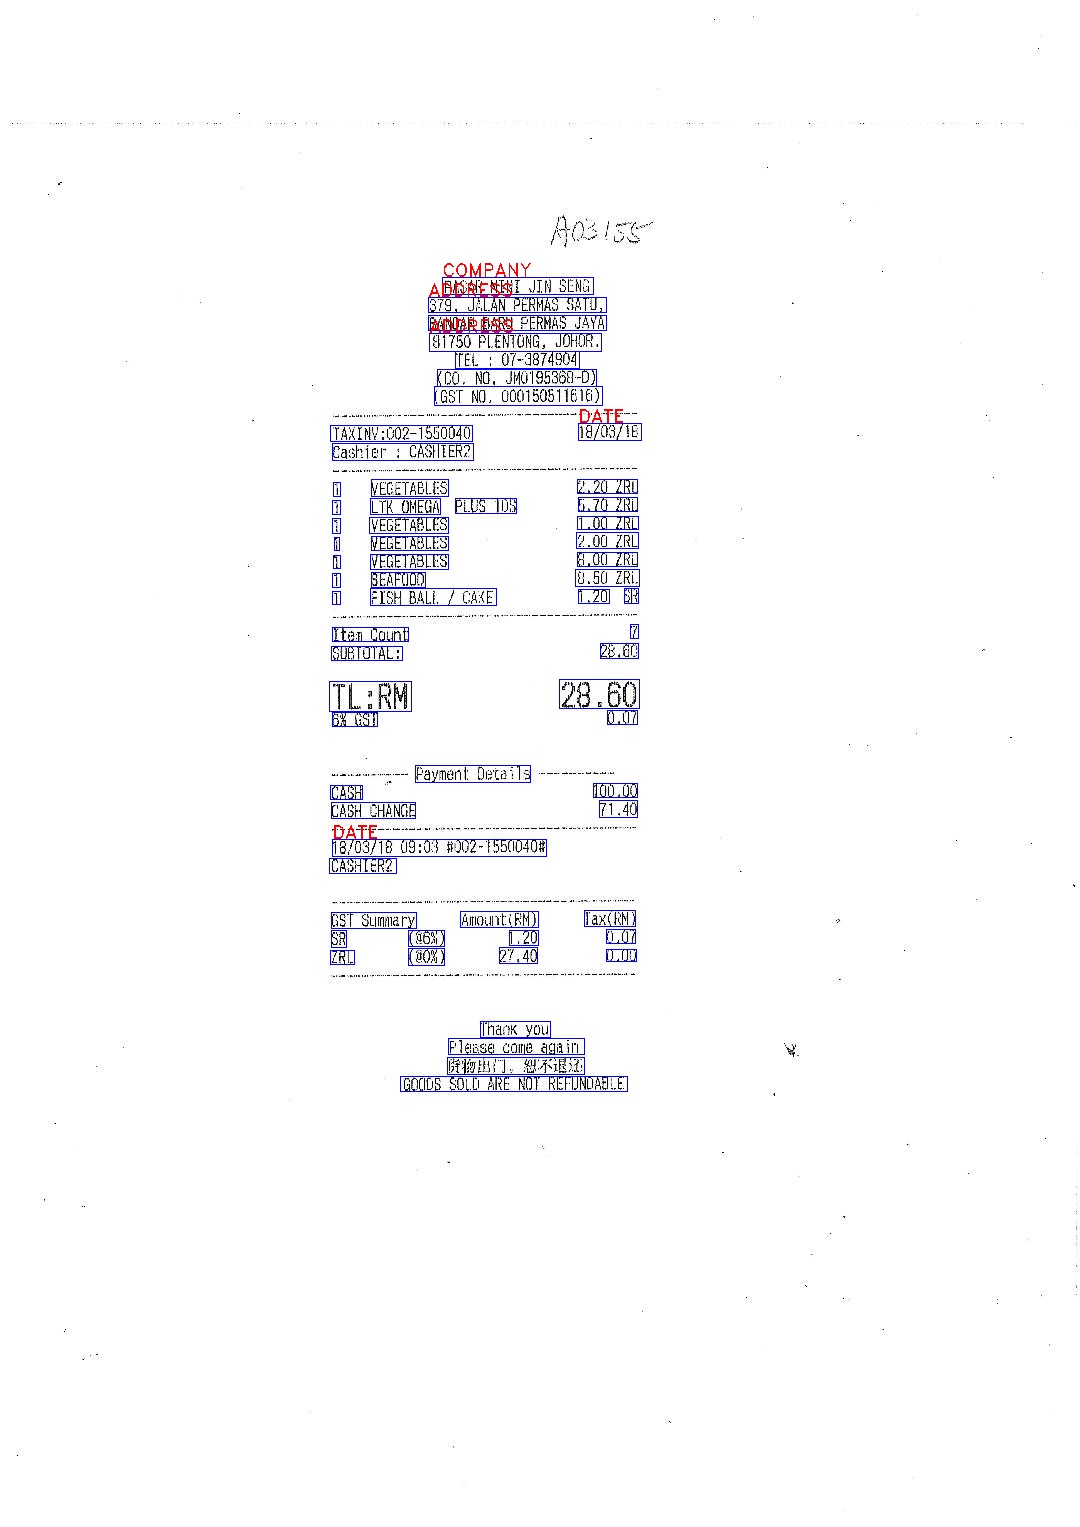 A03155
COMPANY
PASAR MINI JIN SENG
ADDRESS
379, JALAN PERMAS SATU,
ADDRESS
BANDAR BARU PERMAS JAYA
81750 PLENTONG, JOHOR.
TEL : 07-3874904
(CO. NO. JM0195368-D)
(GST NO. 000150511616)
DATE
TAXINV:002-1550040 18/03/18
Cashier : CASHIER2
1 VEGETABLES 2.20 ZRL
1 LTK OMEGA PLUS 10S 5.70 ZRL
1 VEGETABLES 1.00 ZRL
1 VEGETABLES 2.00 ZRL
1 VEGETABLES 8.00 ZRL
1 SEAFOOD 8.50 ZRL
1 FISH BALL / CAKE 1.20 SR
Item Count 7
SUBTOTAL: 28.60
TL:RM 28.60
6% GST 0.07
Payment Details
CASH 100.00
CASH CHANGE 71.40
DATE
18/03/18 09:03 #002-1550040#
CASHIER2
GST Summary Amount(RM) Tax(RM)
SR (@6%) 1.20 0.07
ZRL (@0%) 27.40 0.00
Thank you
Please come again
貨物出门, 恕不退还
GOODS SOLD ARE NOT REFUNDABLE